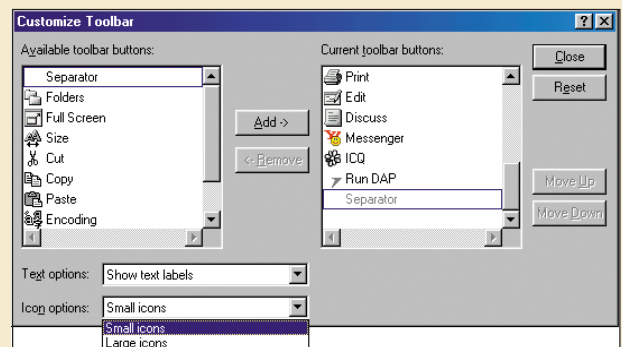 Customize Toolbar
Available toolbar buttons:
Separator
Folders
Full Screen
Size
Cut
Copy
Paste
Encoding
Add ->
<- Remove
Current toolbar buttons:
Print
Edit
Discuss
Messenger
ICQ
Run DAP
Separator
Close
Reset
Move Up
Move Down
Text options: Show text labels
Icon options: Small icons
Small icons
Large icons